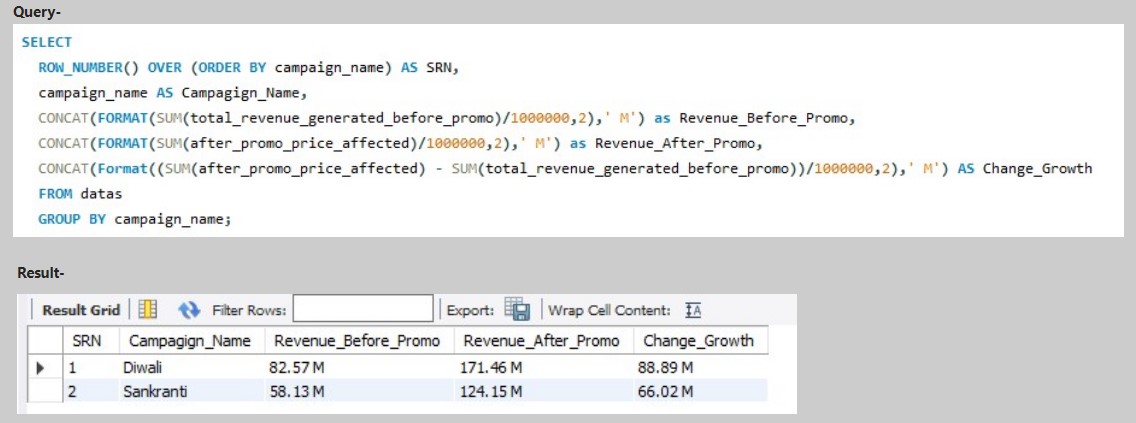 Query-
SELECT
ROW_NUMBER() OVER (ORDER BY campaign_name) AS SRN,
campaign_name AS Campagign_Name,
CONCAT(FORMAT(SUM(total_revenue_generated_before_promo)/1000000,2),' M') as Revenue_Before_Promo,
CONCAT(FORMAT(SUM(after_promo_price_affected)/1000000,2),' M') as Revenue_After_Promo,
CONCAT(Format((SUM(after_promo_price_affected) - SUM(total_revenue_generated_before_promo))/1000000,2),' M') AS Change_Growth
FROM datas
GROUP BY campaign_name;
Result-
Result Grid Filter Rows: Export: Wrap Cell Content: IA
SRN Campagign_Name Revenue_Before_Promo Revenue_After_Promo Change_Growth
1 Diwali 82.57 M 171.46 M 88.89 M
2 Sankranti 58.13 M 124.15 M 66.02 M